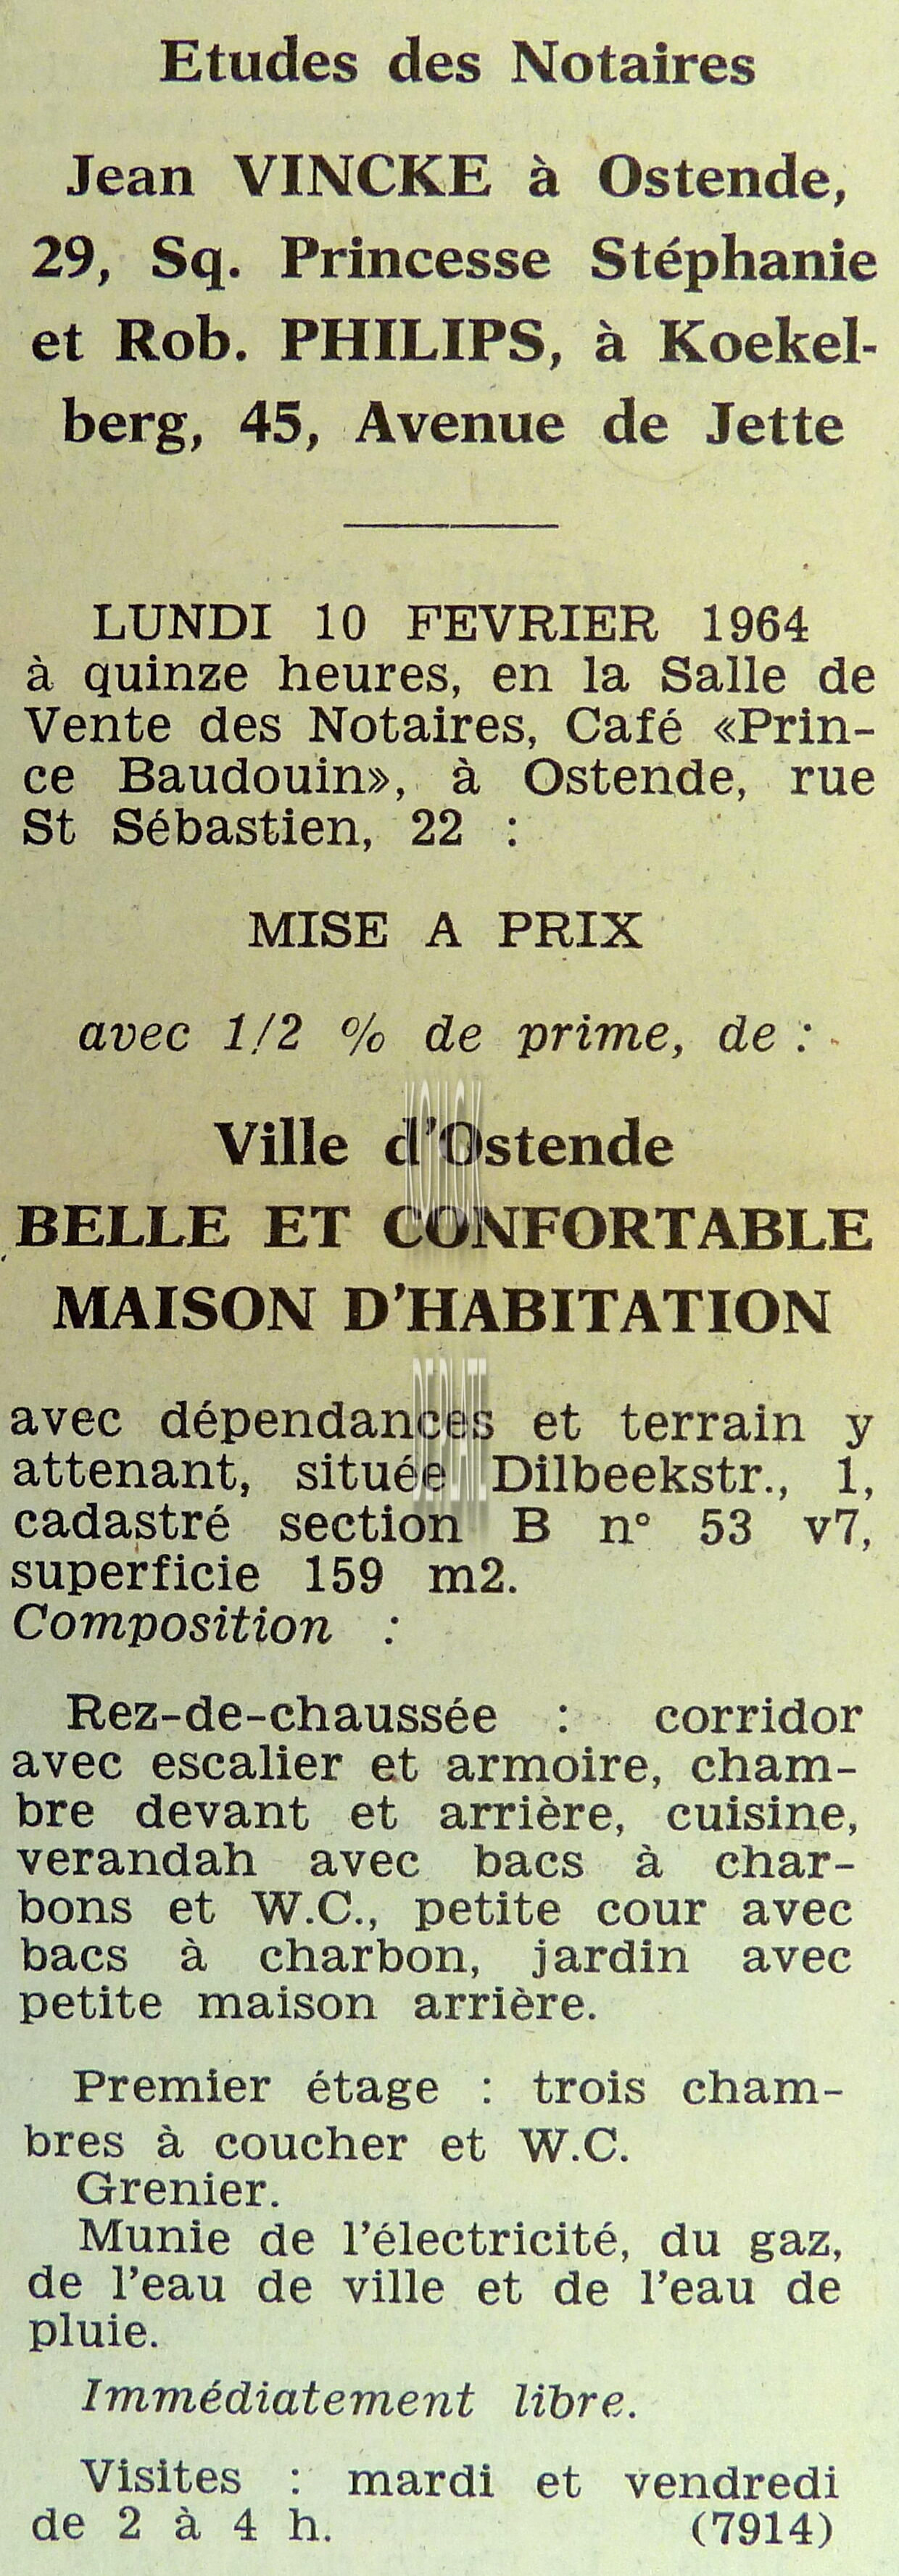 Etudes des Notaires
Jean VINCKE à Ostende,
29, Sq. Princesse Stéphanie
et Rob. PHILIPS, à Koekel-
berg, 45, Avenue de Jette
LUNDI 10 FEVRIER 1964
à quinze heures, en la Salle de
Vente des Notaires, Café «Prin-
ce Baudouin», à Ostende, rue
St Sébastien, 22 :
MISE A PRIX
avec 1/2 % de prime, de :
Ville d'Ostende
BELLE ET CONFORTABLE
MAISON D'HABITATION
avec dépendances et terrain y
attenant, située Dilbeekstr., 1,
cadastré section B n° 53 v7,
superficie 159 m2.
Composition :
Rez-de-chaussée : corridor
avec escalier et armoire, cham-
bre devant et arrière, cuisine,
verandah avec bacs à char-
bons et W.C., petite cour avec
bacs à charbon, jardin avec
petite maison arrière.
Premier étage : trois cham-
bres à coucher et W.C.
Grenier.
Munie de l'électricité, du gaz,
de l'eau de ville et de l'eau de
pluie.
Immédiatement libre.
Visites : mardi et vendredi
de 2 à 4 h. (7914)